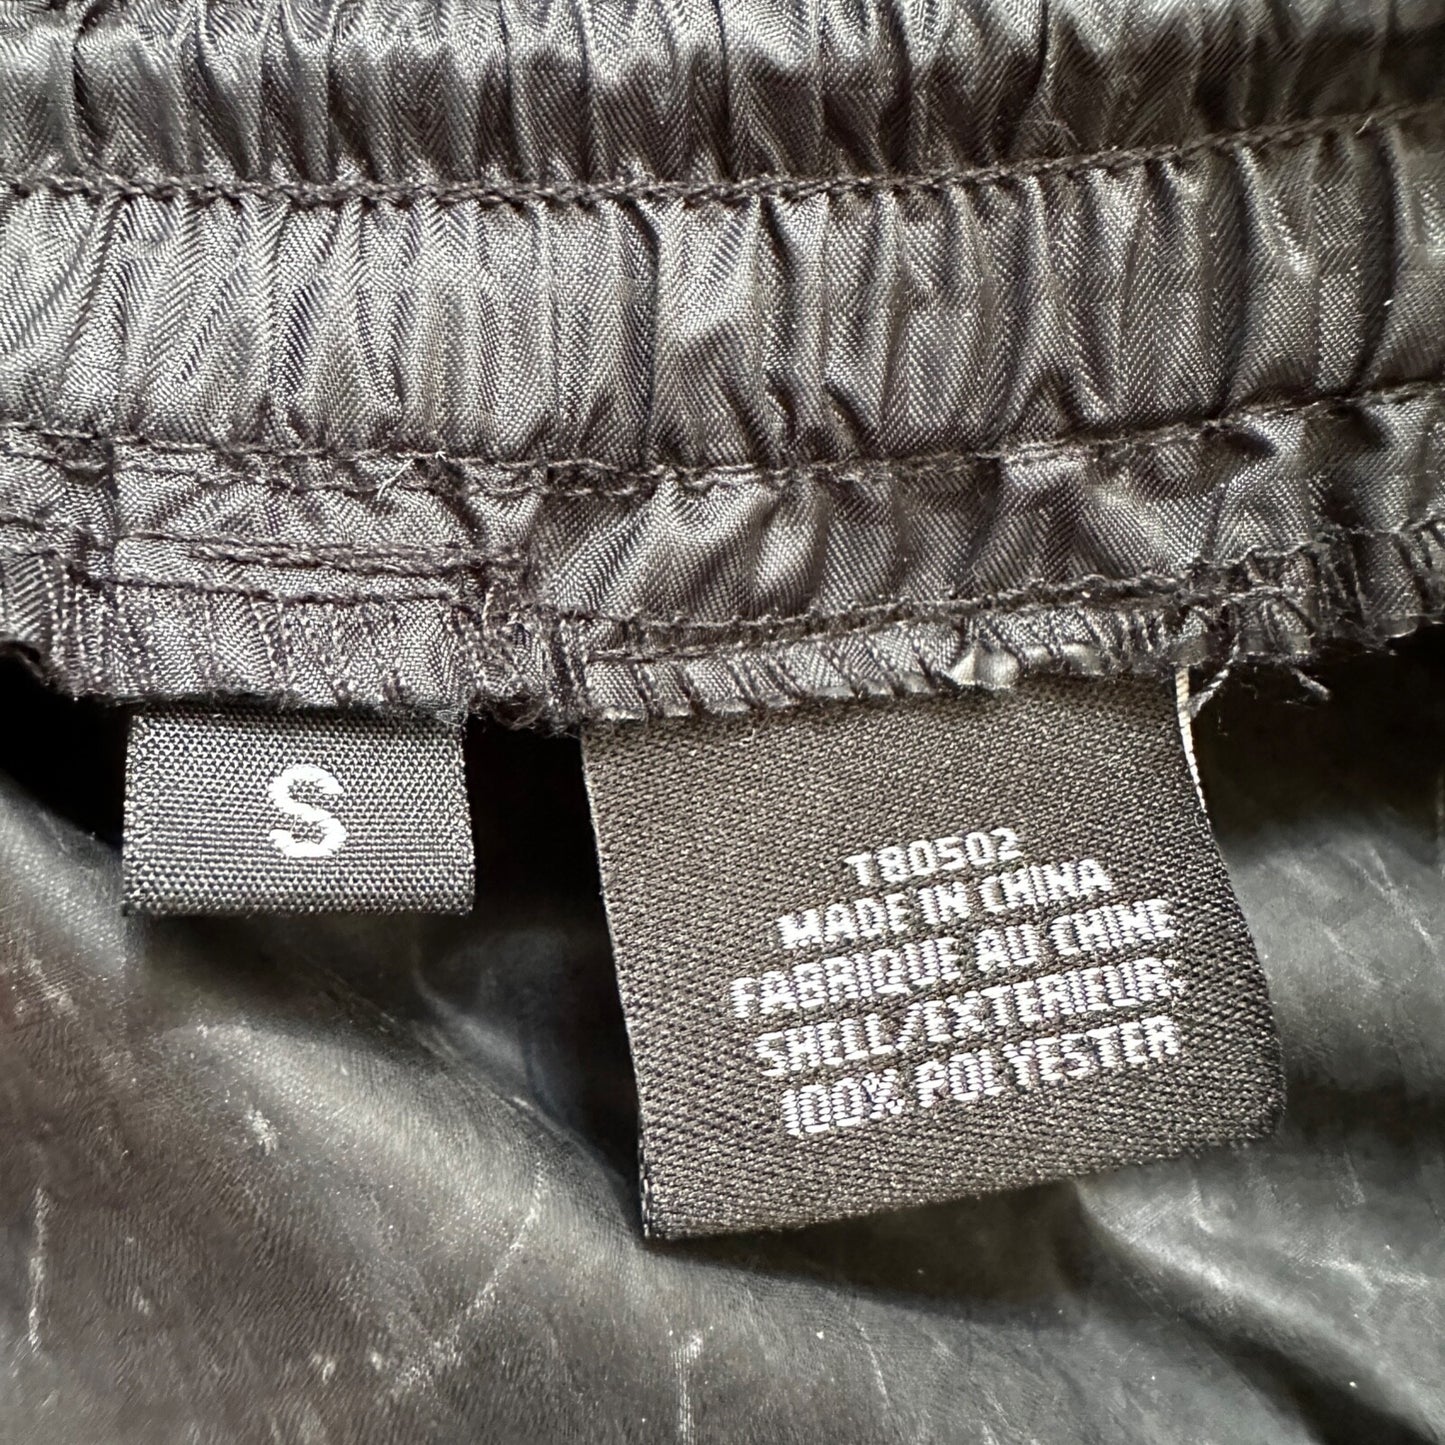 S
T80502
MADE IN CHINA
FABRIQUE AU CHINE
SHELL/EXTERIEUR:
100% POLYESTER